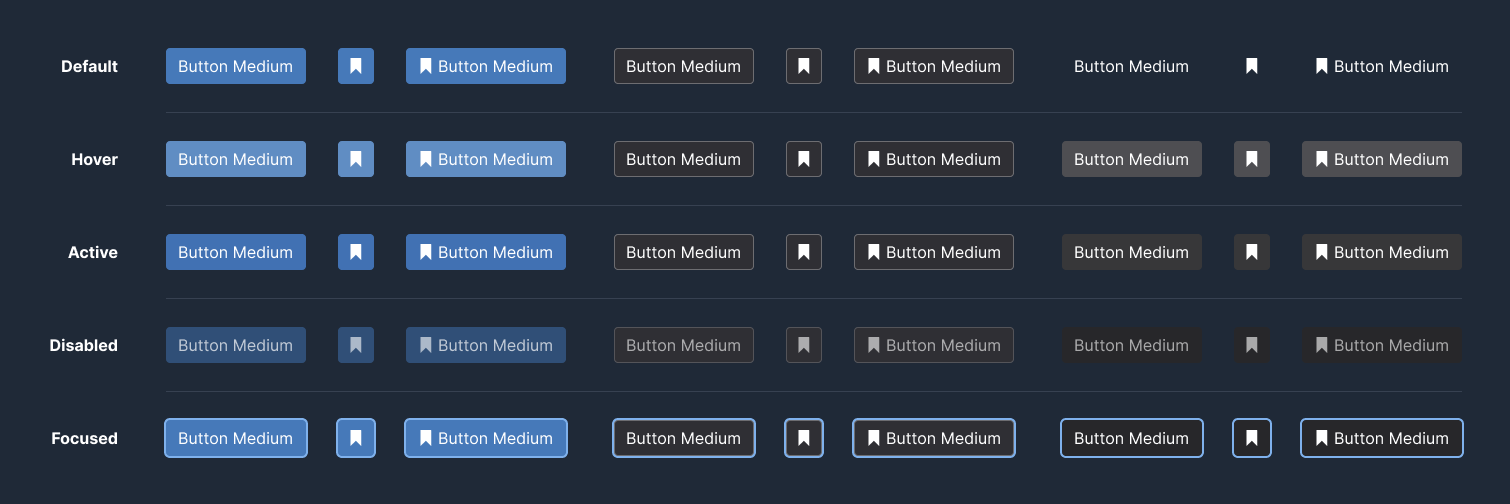 Default Button Medium Button Medium Button Medium Button Medium Button Medium Button Medium
Hover Button Medium Button Medium Button Medium Button Medium Button Medium Button Medium
Active Button Medium Button Medium Button Medium Button Medium Button Medium Button Medium
Disabled Button Medium Button Medium Button Medium Button Medium Button Medium Button Medium
Focused Button Medium Button Medium Button Medium Button Medium Button Medium Button Medium